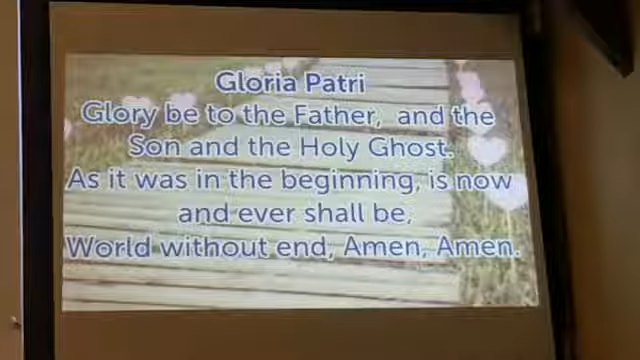 Gloria Patri
Glory be to the Father, and the
Son and the Holy Ghost.
As it was in the beginning, is now
and ever shall be,
World without end, Amen, Amen.